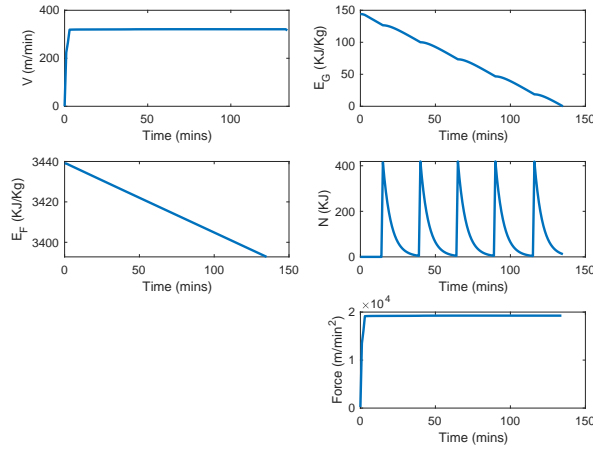 400
200
0
V (m/min)
0 50 100
Time (mins)
150
100
50
0
E_G (KJ/Kg)
0 50 100 150
Time (mins)
3440
3420
3400
E_F (KJ/Kg)
0 50 100 150
Time (mins)
400
200
0
N (KJ)
0 50 100 150
Time (mins)
×10^4
2
1
0
Force (m/min^2)
0 50 100 150
Time (mins)